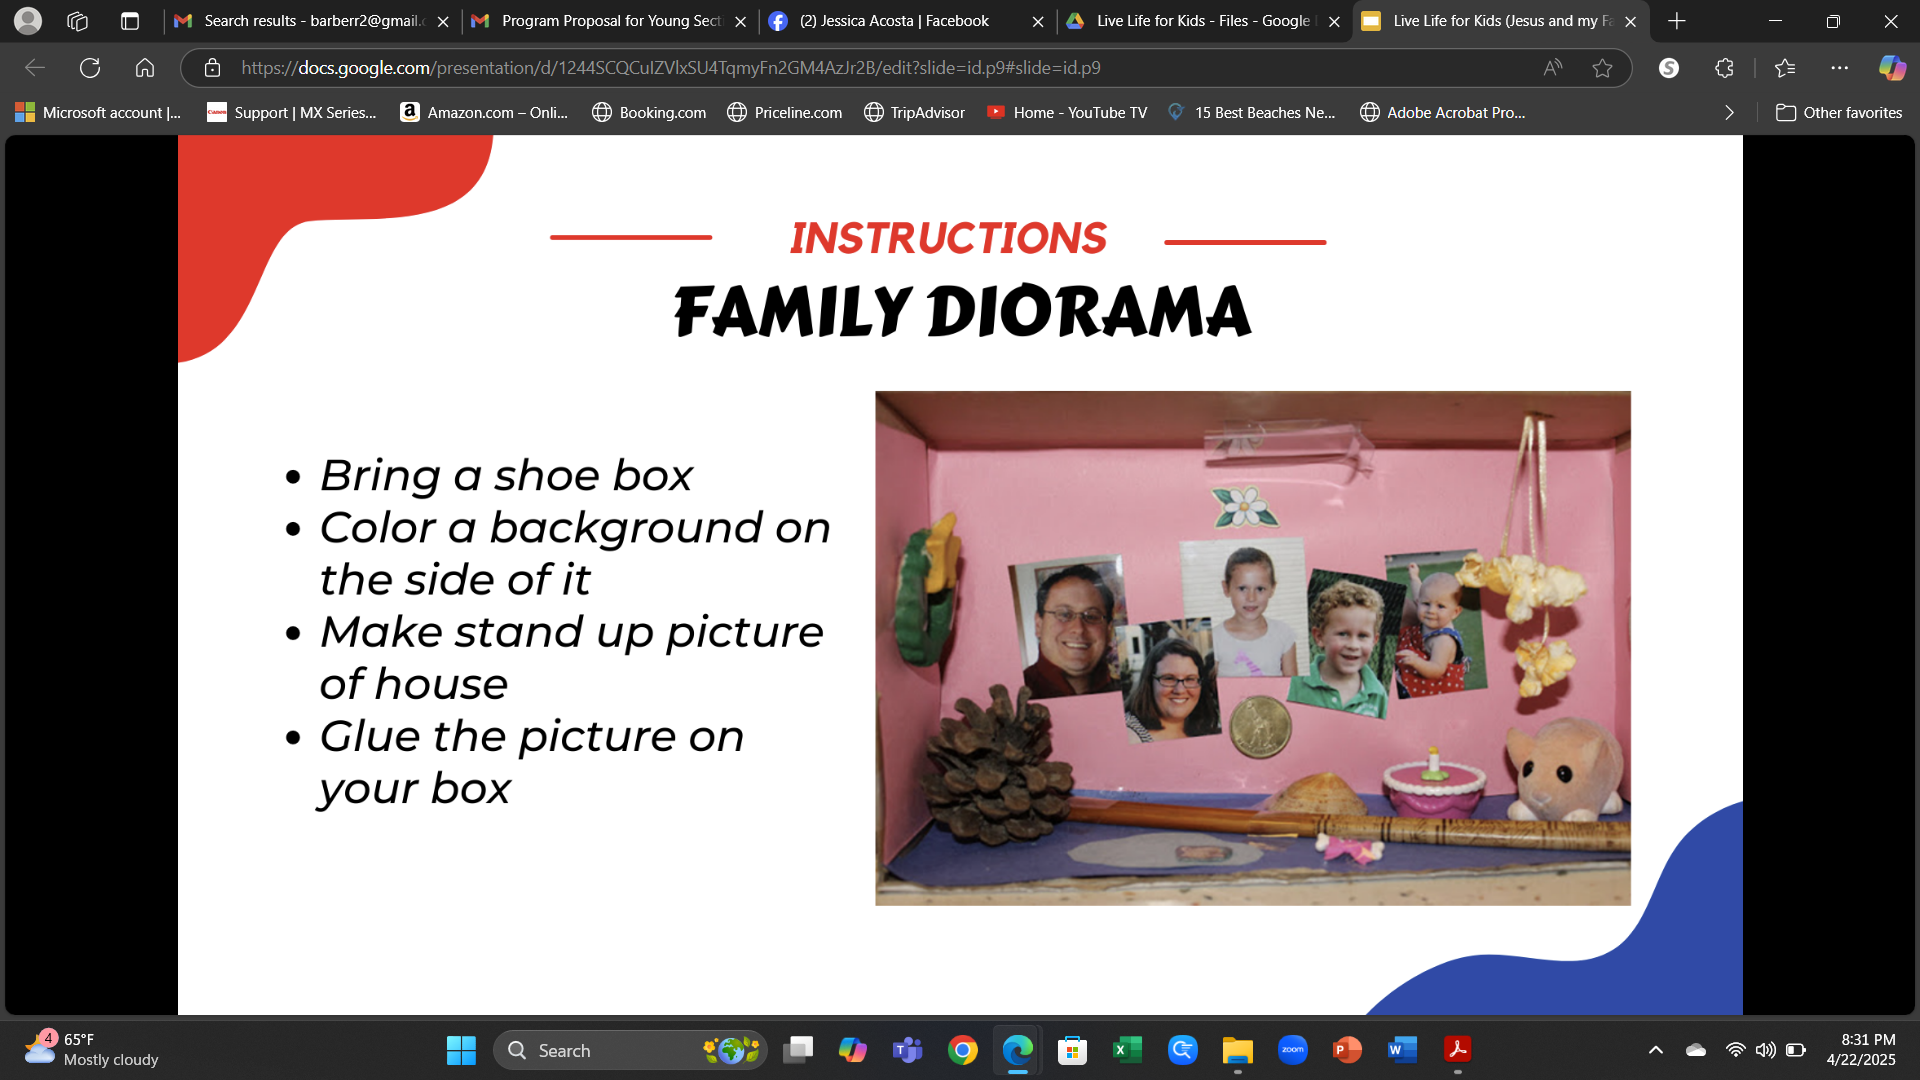 Search results - barberr2@gmail.c
Program Proposal for Young Secti
(2) Jessica Acosta | Facebook
Live Life for Kids - Files - Google
Live Life for Kids (Jesus and my Fa
https://docs.google.com/presentation/d/1244SCQCuIZVlxSU4TqmyFn2GM4AzJr2B/edit?slide=id.p9#slide=id.p9
Microsoft account |...
Support | MX Series...
Amazon.com – Onli...
Booking.com
Priceline.com
TripAdvisor
Home - YouTube TV
15 Best Beaches Ne...
Adobe Acrobat Pro...
Other favorites
INSTRUCTIONS
FAMILY DIORAMA
• Bring a shoe box
• Color a background on
the side of it
• Make stand up picture
of house
• Glue the picture on
your box
4
65°F
Mostly cloudy
Search
zoom
8:31 PM
4/22/2025